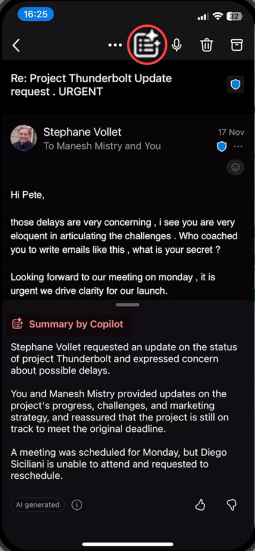 16:25
32
Re: Project Thunderbolt Update
request . URGENT
Stephane Vollet
17 Nov
To Manesh Mistry and You
Hi Pete,
those delays are very concerning , i see you are very
eloquent in articulating the challenges . Who coached
you to write emails like this , what is your secret ?
Looking forward to our meeting on monday , it is
urgent we drive clarity for our launch.
Summary by Copilot
Stephane Vollet requested an update on the status
of project Thunderbolt and expressed concern
about possible delays.
You and Manesh Mistry provided updates on the
project's progress, challenges, and marketing
strategy, and reassured that the project is still on
track to meet the original deadline.
A meeting was scheduled for Monday, but Diego
Siciliani is unable to attend and requested to
reschedule.
AI generated